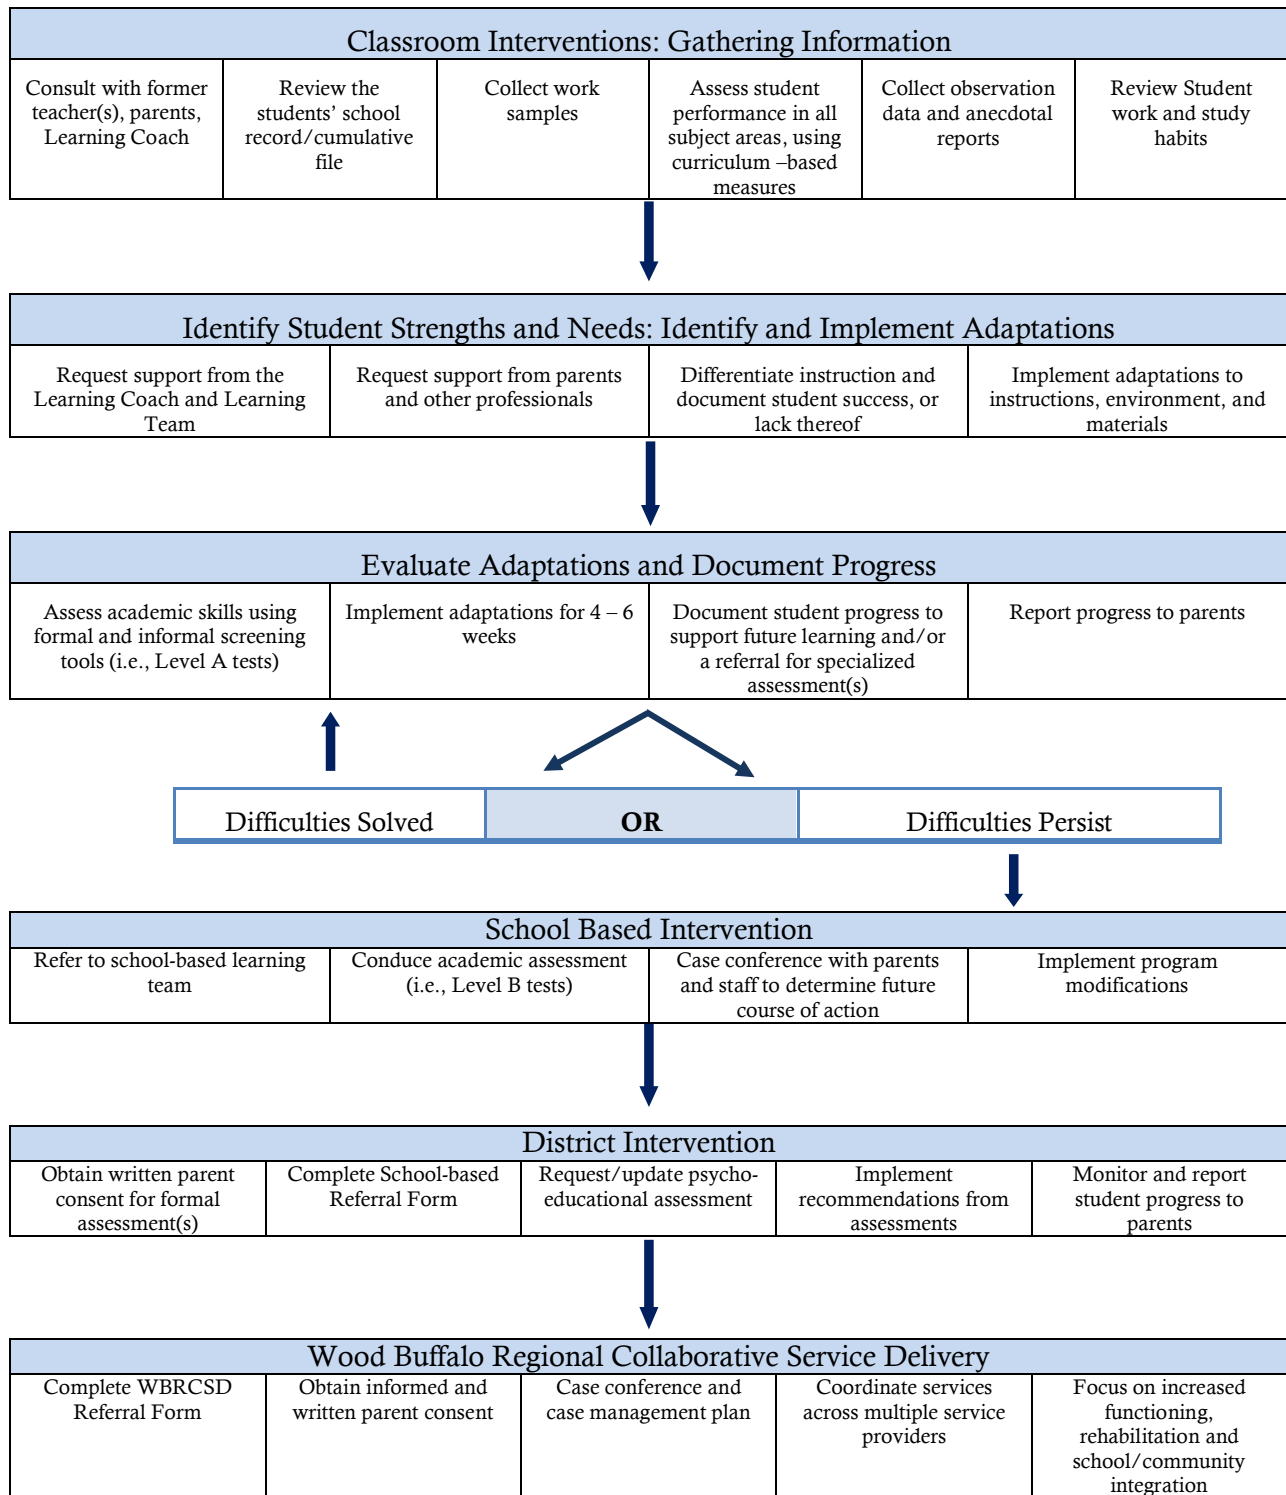 Classroom Interventions: Gathering Information
Consult with former
teacher(s), parents,
Learning Coach
Review the
students’ school
record/cumulative
file
Collect work
samples
Assess student
performance in all
subject areas, using
curriculum –based
measures
Collect observation
data and anecdotal
reports
Review Student
work and study
habits
Identify Student Strengths and Needs: Identify and Implement Adaptations
Request support from the
Learning Coach and Learning
Team
Request support from parents
and other professionals
Differentiate instruction and
document student success, or
lack thereof
Implement adaptations to
instructions, environment, and
materials
Evaluate Adaptations and Document Progress
Assess academic skills using
formal and informal screening
tools (i.e., Level A tests)
Implement adaptations for 4 – 6
weeks
Document student progress to
support future learning and/or
a referral for specialized
assessment(s)
Report progress to parents
Difficulties Solved
OR
Difficulties Persist
School Based Intervention
Refer to school-based learning
team
Conduce academic assessment
(i.e., Level B tests)
Case conference with parents
and staff to determine future
course of action
Implement program
modifications
District Intervention
Obtain written parent
consent for formal
assessment(s)
Complete School-based
Referral Form
Request/update psycho-
educational assessment
Implement
recommendations from
assessments
Monitor and report
student progress to
parents
Wood Buffalo Regional Collaborative Service Delivery
Complete WBRCSD
Referral Form
Obtain informed and
written parent consent
Case conference and
case management plan
Coordinate services
across multiple service
providers
Focus on increased
functioning,
rehabilitation and
school/community
integration